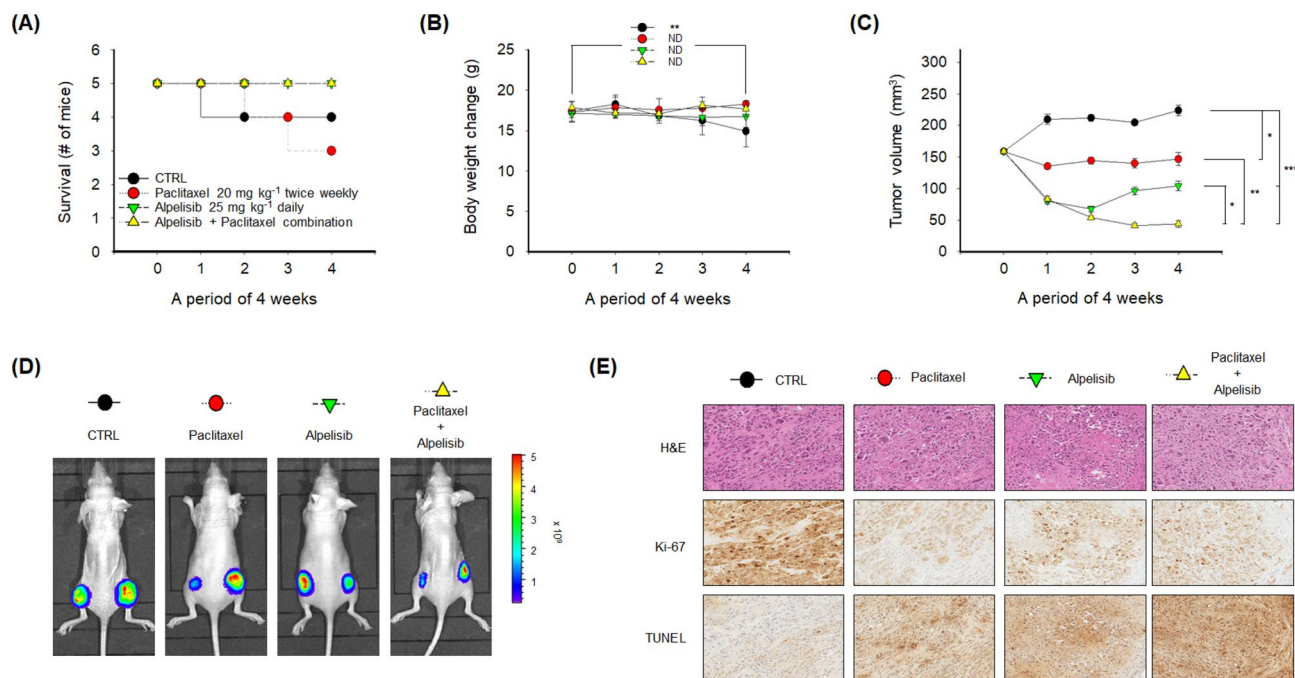 (A)
Survival (# of mice)
6
5
4
3
2
1
0
CTRL
Paclitaxel 20 mg kg⁻¹ twice weekly
Alpelisib 25 mg kg⁻¹ daily
Alpelisib + Paclitaxel combination
0 1 2 3 4
A period of 4 weeks
(B)
Body weight change (g)
25
20
15
10
5
0
**
ND
ND
ND
0 1 2 3 4
A period of 4 weeks
(C)
Tumor volume (mm³)
300
250
200
150
100
50
0
*
**
*
***
0 1 2 3 4
A period of 4 weeks
(D)
CTRL
Paclitaxel
Alpelisib
Paclitaxel
+
Alpelisib
5
4
3
2
1
x 10⁹
(E)
CTRL
Paclitaxel
Alpelisib
Paclitaxel
+
Alpelisib
H&E
Ki-67
TUNEL